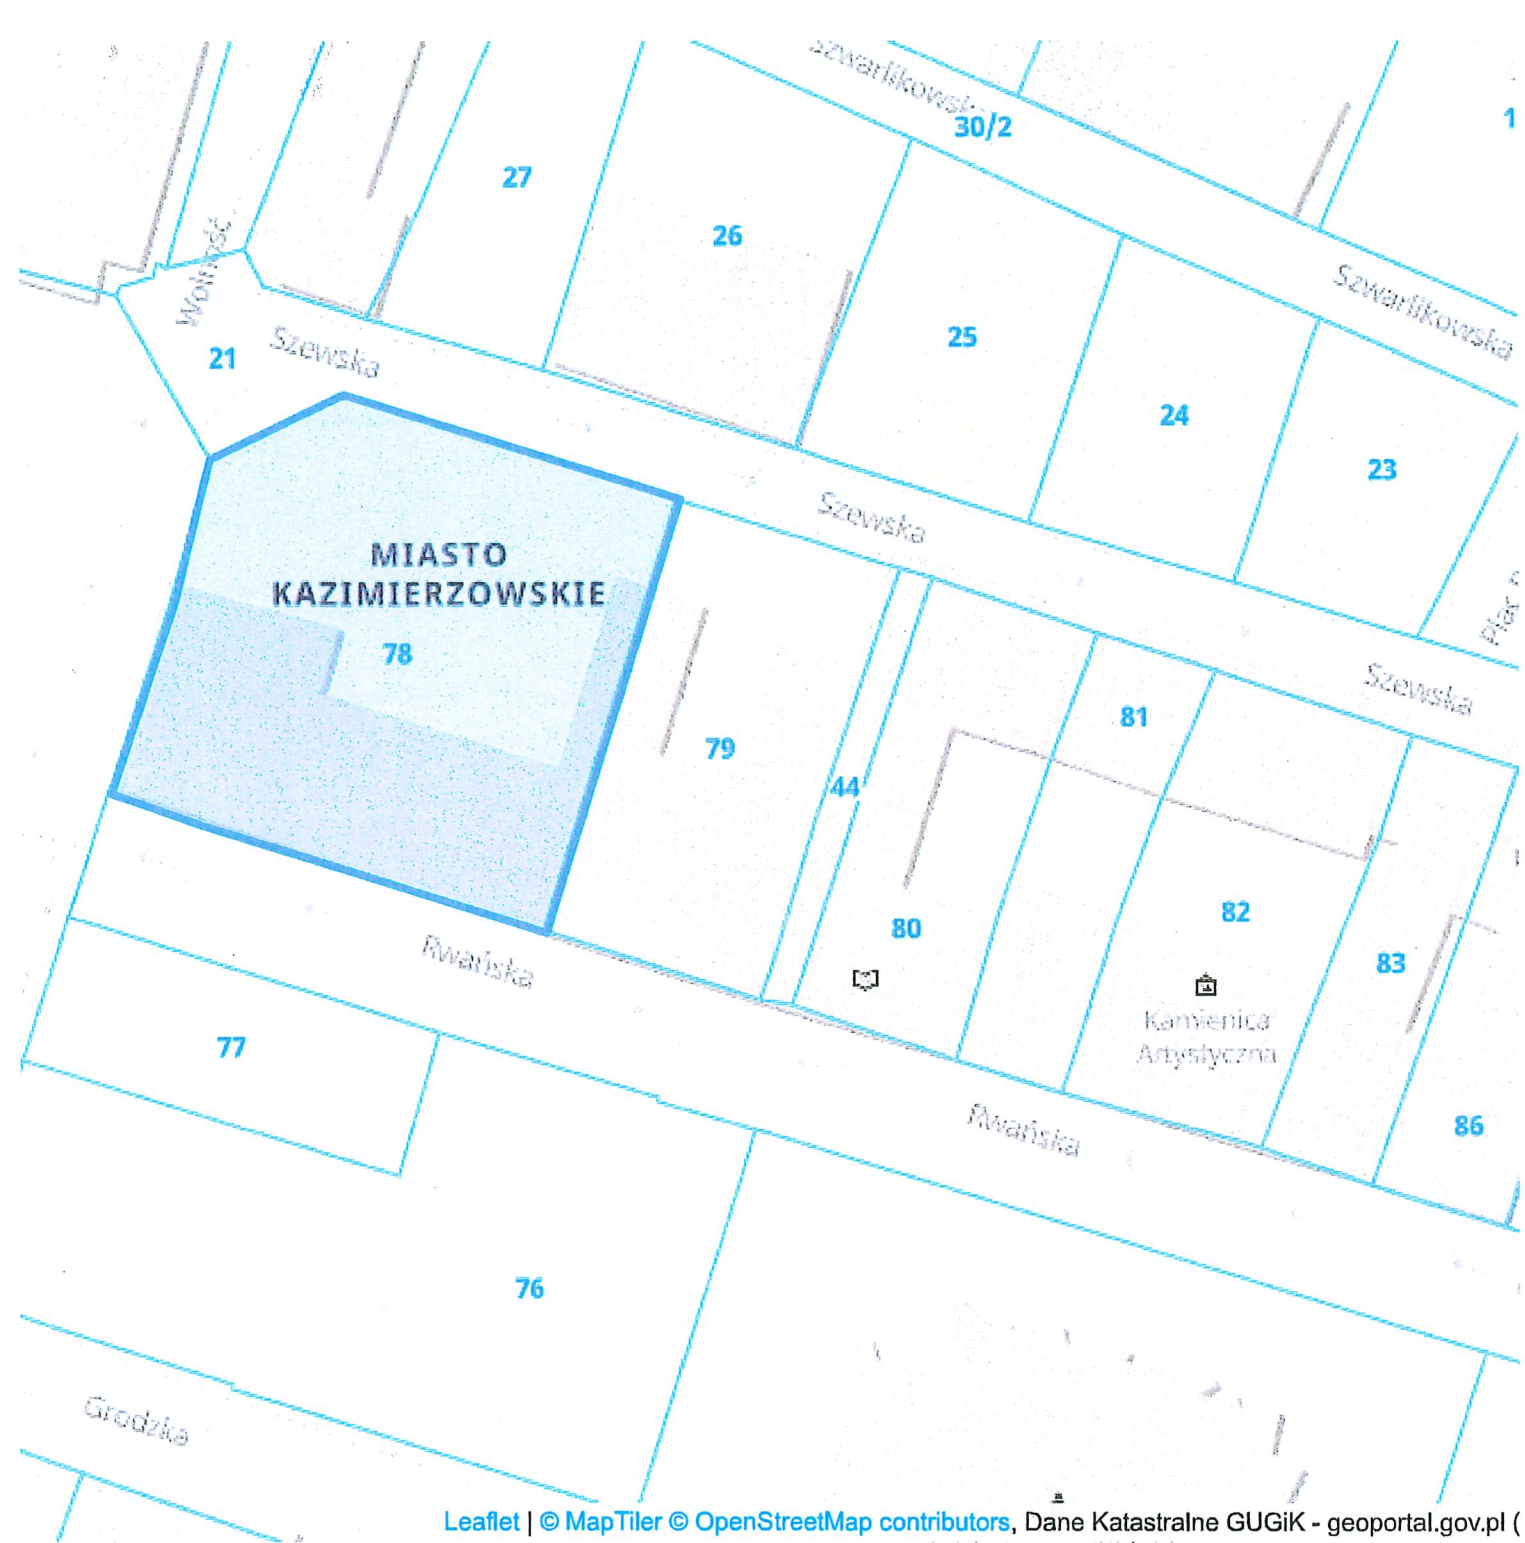 Szwarlikowska
30/2
1
27
26
Wolność
Szwarlikowska
25
21
Szewska
24
23
Szewska
MIASTO
KAZIMIERZOWSKIE
Plac
78
Szewska
81
79
44
82
80
Rwańska
83
Kamienica
Artystyczna
77
Rwańska
86
76
Grodzka
Leaflet | © MapTiler © OpenStreetMap contributors, Dane Katastralne GUGiK - geoportal.gov.pl (